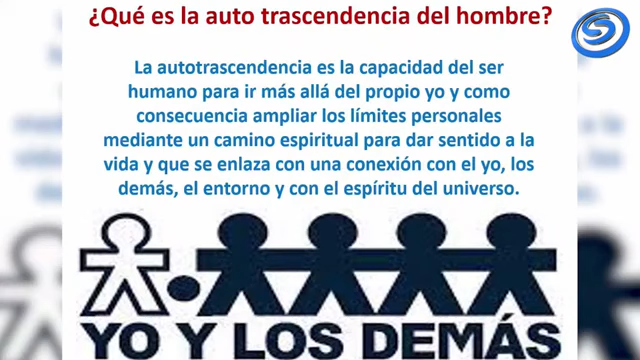 ¿Qué es la auto trascendencia del hombre?
La autotrascendencia es la capacidad del ser
humano para ir más allá del propio yo y como
consecuencia ampliar los límites personales
mediante un camino espiritual para dar sentido a la
vida y que se enlaza con una conexión con el yo, los
demás, el entorno y con el espíritu del universo.
YO Y LOS DEMÁS